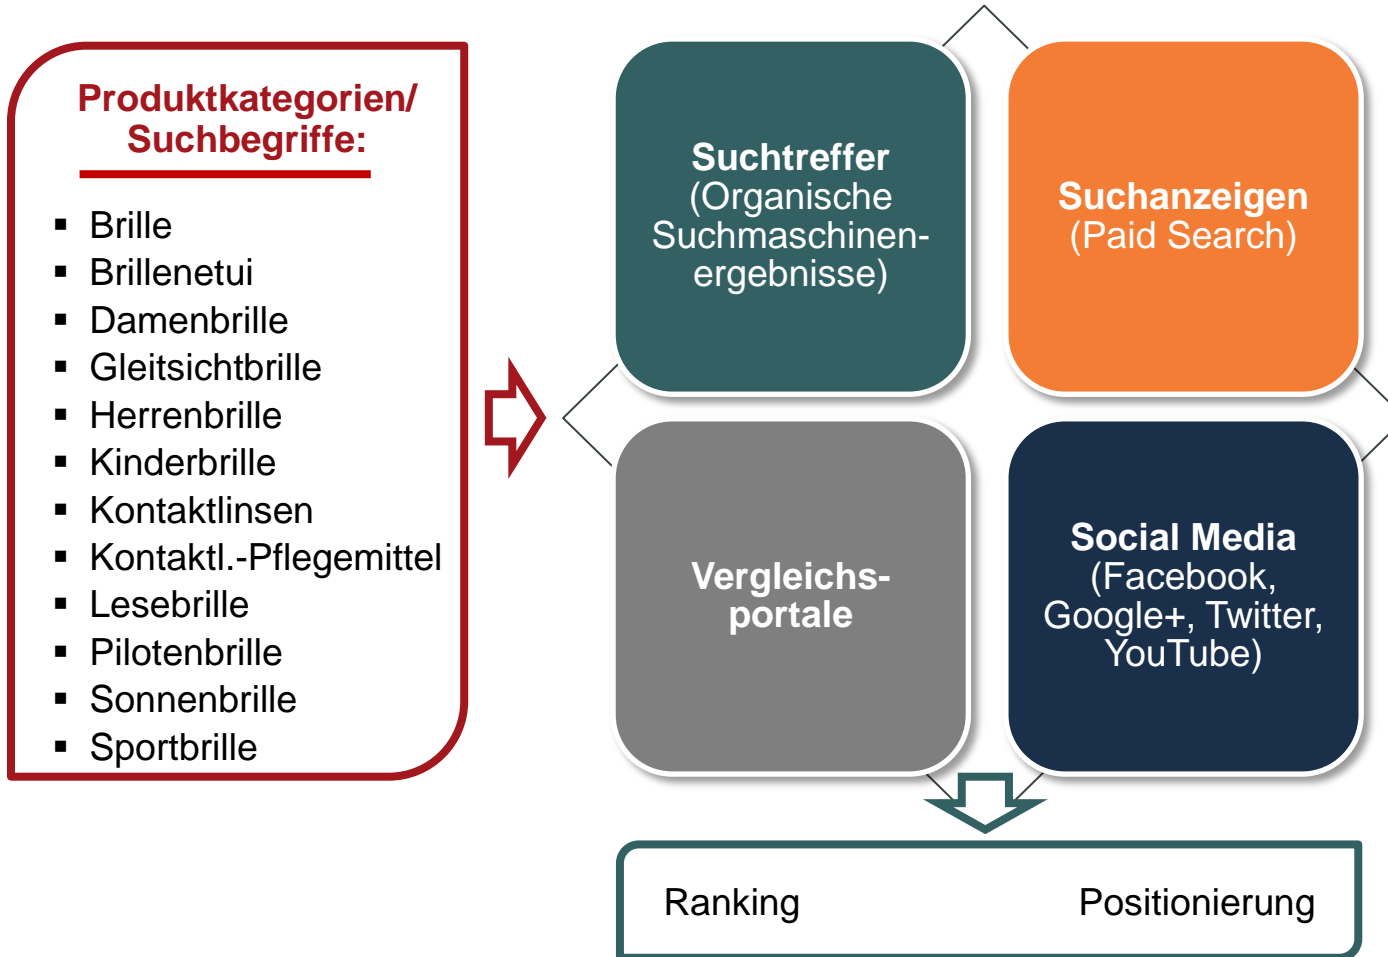 Produktkategorien/
Suchbegriffe:
▪ Brille
▪ Brillenetui
▪ Damenbrille
▪ Gleitsichtbrille
▪ Herrenbrille
▪ Kinderbrille
▪ Kontaktlinsen
▪ Kontaktl.-Pflegemittel
▪ Lesebrille
▪ Pilotenbrille
▪ Sonnenbrille
▪ Sportbrille
Suchtreffer
(Organische
Suchmaschinen-
ergebnisse)
Suchanzeigen
(Paid Search)
Vergleichs-
portale
Social Media
(Facebook,
Google+, Twitter,
YouTube)
Ranking
Positionierung